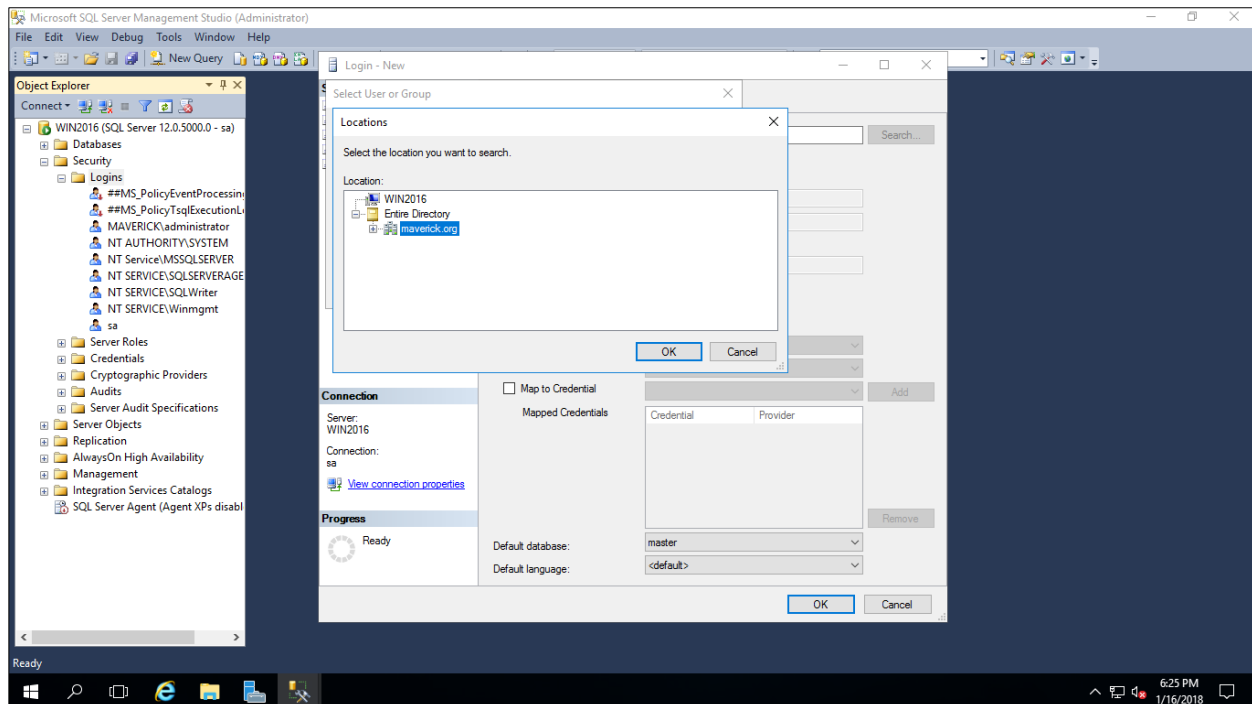 Microsoft SQL Server Management Studio (Administrator)
File Edit View Debug Tools Window Help
New Query
Object Explorer
Connect
WIN2016 (SQL Server 12.0.5000.0 - sa)
Databases
Security
Logins
##MS_PolicyEventProcessin
##MS_PolicyTsqlExecutionL
MAVERICK\administrator
NT AUTHORITY\SYSTEM
NT Service\MSSQLSERVER
NT SERVICE\SQLSERVERAGE
NT SERVICE\SQLWriter
NT SERVICE\Winmgmt
sa
Server Roles
Credentials
Cryptographic Providers
Audits
Server Audit Specifications
Server Objects
Replication
AlwaysOn High Availability
Management
Integration Services Catalogs
SQL Server Agent (Agent XPs disabl
Login - New
Select User or Group
Locations
Select the location you want to search.
Location:
WIN2016
Entire Directory
maverick.org
OK Cancel
Search...
Map to Credential
Add
Mapped Credentials
Credential Provider
Remove
Connection
Server:
WIN2016
Connection:
sa
View connection properties
Progress
Ready
Default database:
master
Default language:
<default>
OK Cancel
Ready
6:25 PM
1/16/2018